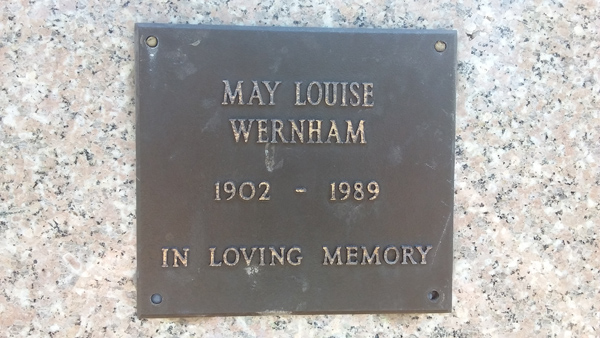 MAY LOUISE
WERNHAM
1902 - 1989
IN LOVING MEMORY